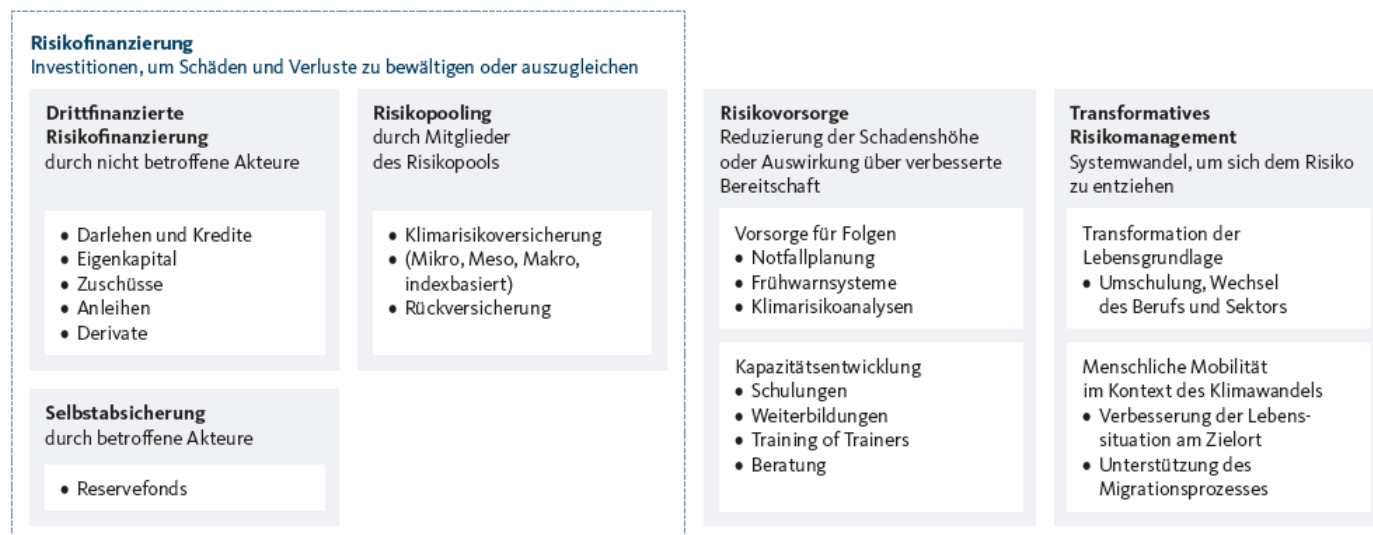 Risikofinanzierung
Investitionen, um Schäden und Verluste zu bewältigen oder auszugleichen
Drittfinanzierte
Risikofinanzierung
durch nicht betroffene Akteure
• Darlehen und Kredite
• Eigenkapital
• Zuschüsse
• Anleihen
• Derivate
Selbstabsicherung
durch betroffene Akteure
• Reservefonds
Risikopooling
durch Mitglieder
des Risikopools
• Klimarisikoversicherung
• (Mikro, Meso, Makro,
indexbasiert)
• Rückversicherung
Risikovorsorge
Reduzierung der Schadenshöhe
oder Auswirkung über verbesserte
Bereitschaft
Vorsorge für Folgen
• Notfallplanung
• Frühwarnsysteme
• Klimarisikoanalysen
Kapazitätsentwicklung
• Schulungen
• Weiterbildungen
• Training of Trainers
• Beratung
Transformatives
Risikomanagement
Systemwandel, um sich dem Risiko
zu entziehen
Transformation der
Lebensgrundlage
• Umschulung, Wechsel
des Berufs und Sektors
Menschliche Mobilität
im Kontext des Klimawandels
• Verbesserung der Lebens-
situation am Zielort
• Unterstützung des
Migrationsprozesses